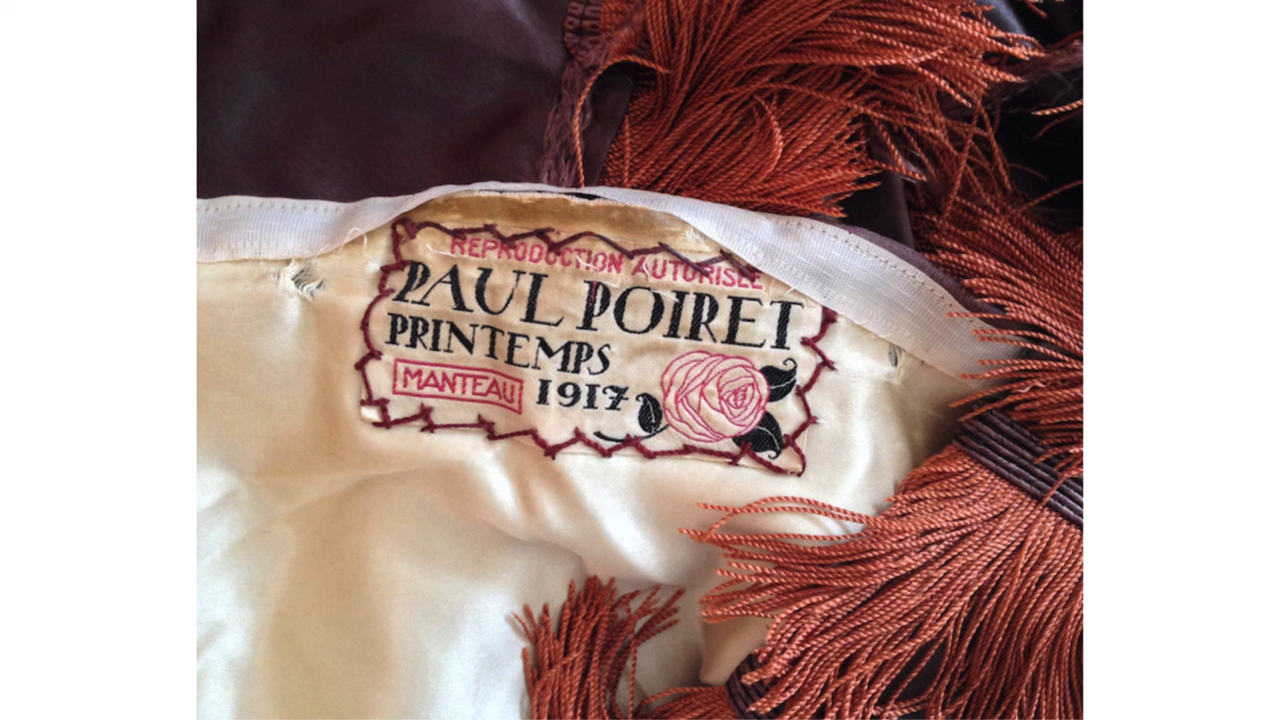 REPRODUCTION AUTORISÉE
PAUL POIRET
PRINTEMPS
MANTEAU 1917